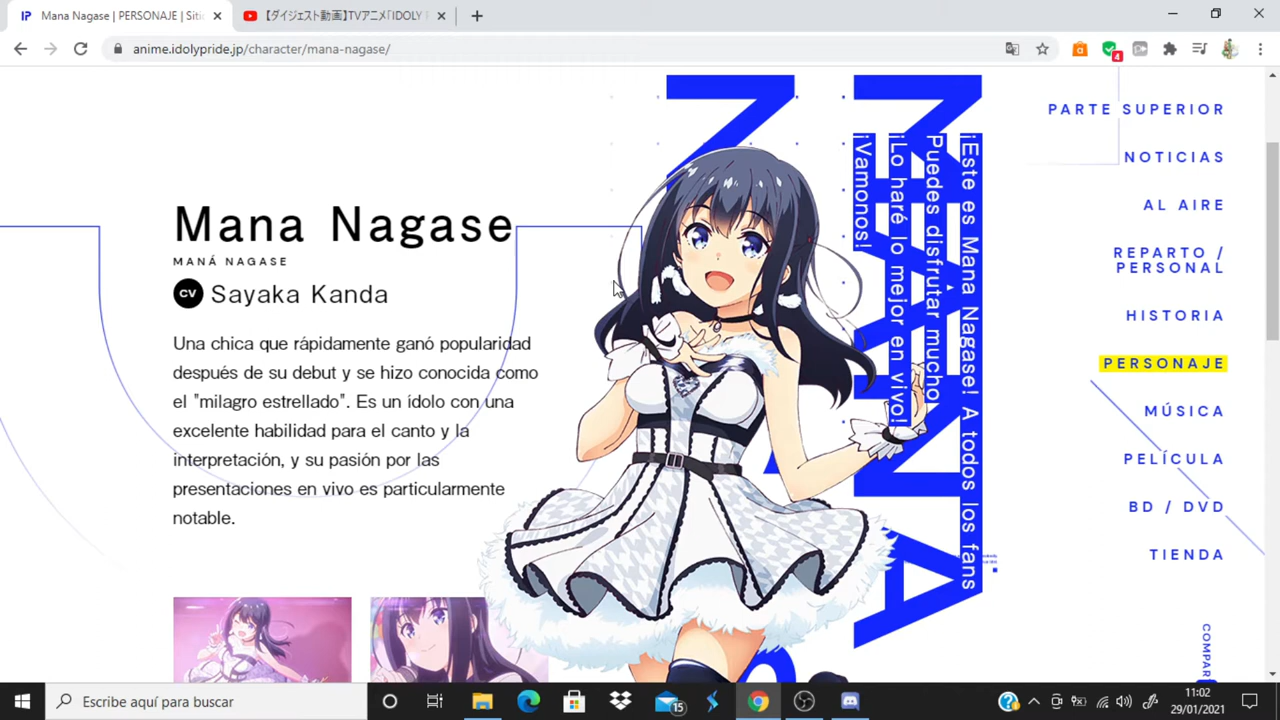 Mana Nagase | PERSONAJE | Siti
【ダイジェスト動画】TVアニメ「IDOLY
anime.idolypride.jp/character/mana-nagase/
4
PARTE SUPERIOR
NOTICIAS
AL AIRE
REPARTO /
PERSONAL
HISTORIA
PERSONAJE
MÚSICA
PELÍCULA
BD / DVD
TIENDA
COMPAR
Mana Nagase
MANÁ NAGASE
CV Sayaka Kanda
Una chica que rápidamente ganó popularidad
después de su debut y se hizo conocida como
el "milagro estrellado". Es un ídolo con una
excelente habilidad para el canto y la
interpretación, y su pasión por las
presentaciones en vivo es particularmente
notable.
¡Este es Mana Nagase! A todos los fans
Puedes disfrutar mucho
¡Lo haré lo mejor en vivo!
¡Vamonos!
Escribe aquí para buscar
15
11:02
29/01/2021